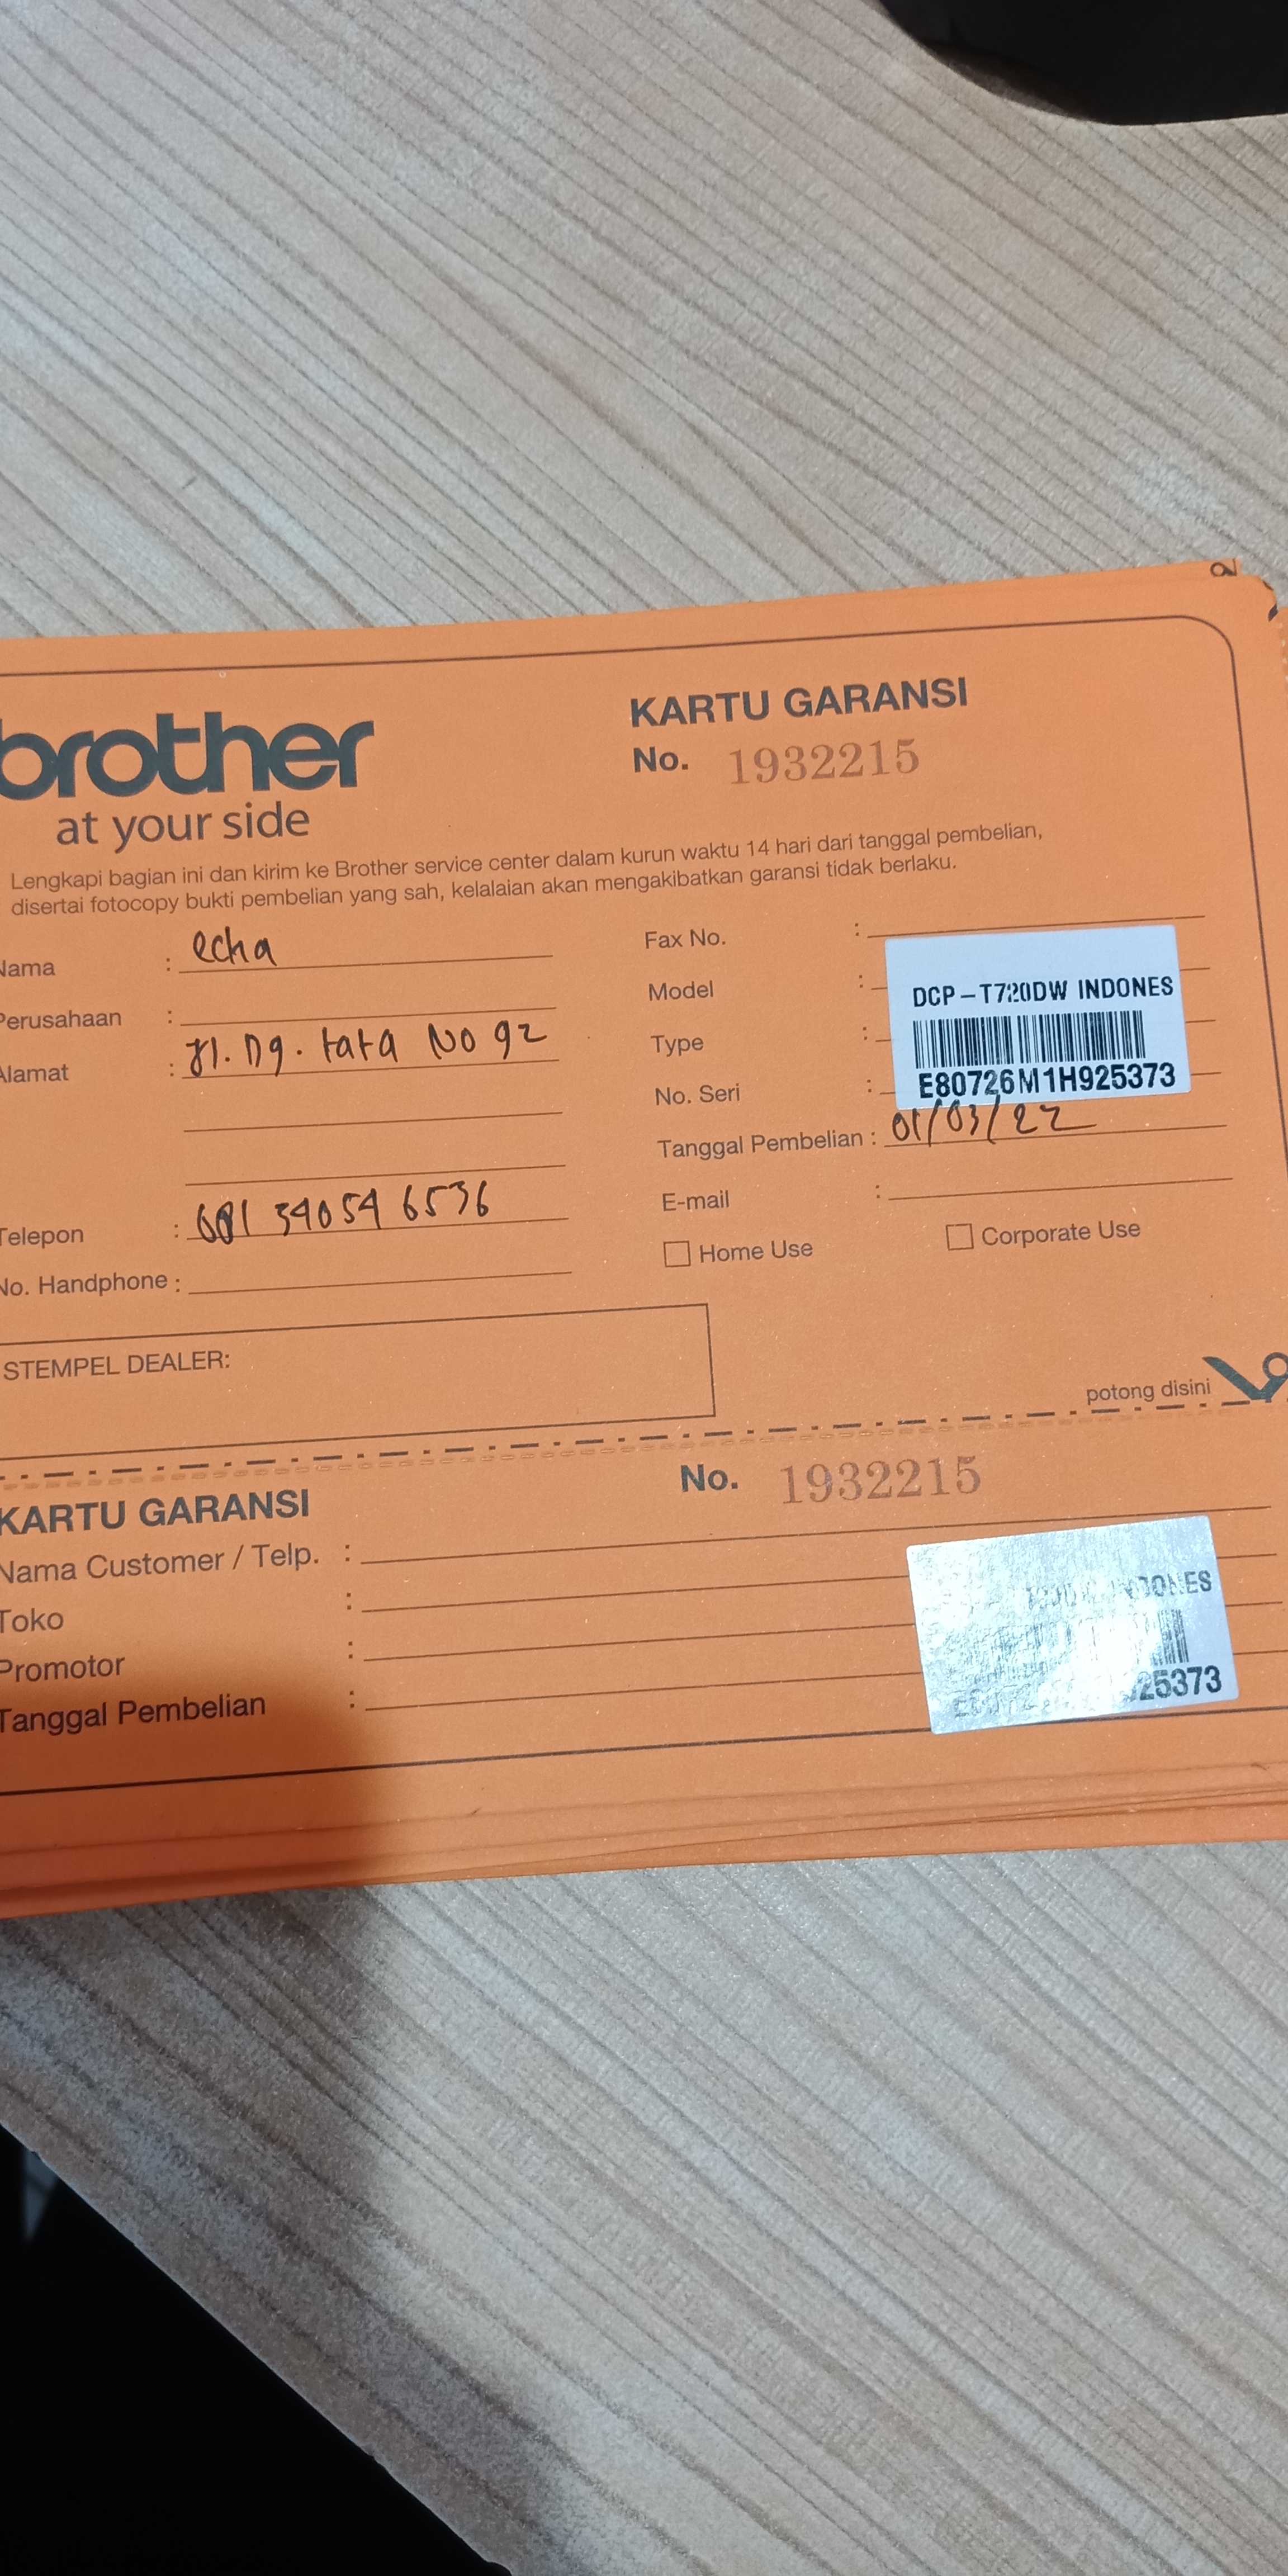 brother
at your side
KARTU GARANSI
No. 1932215
Lengkapi bagian ini dan kirim ke Brother service center dalam kurun waktu 14 hari dari tanggal pembelian,
disertai fotocopy bukti pembelian yang sah, kelalaian akan mengakibatkan garansi tidak berlaku.
Nama : echa
Perusahaan :
Alamat : Jl. Dg. tata No 92
Telepon : 081 340 54 6536
No. Handphone :
Fax No. :
Model :
Type :
No. Seri :
DCP-T720DW INDONES
E80726M1H925373
Tanggal Pembelian : 01/03/22
E-mail :
Home Use
Corporate Use
STEMPEL DEALER:
potong disini
KARTU GARANSI
No. 1932215
Nama Customer / Telp. :
Toko :
Promotor :
Tanggal Pembelian :
25373